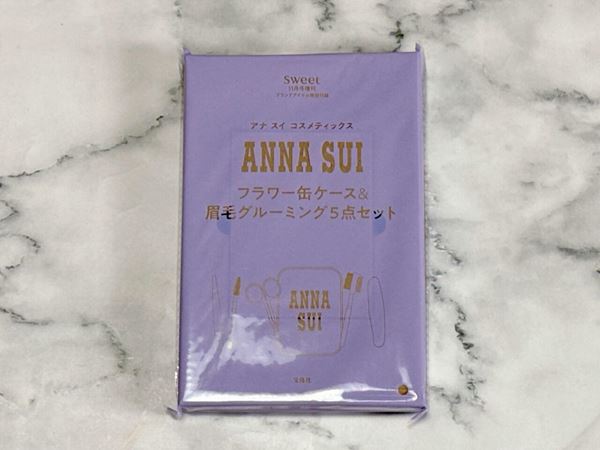 sweet
11月号増刊
ブランドアイテム特別付録
アナ スイ コスメティックス
ANNA SUI
フラワー缶ケース&
眉毛グルーミング5点セット
ANNA
SUI
宝島社